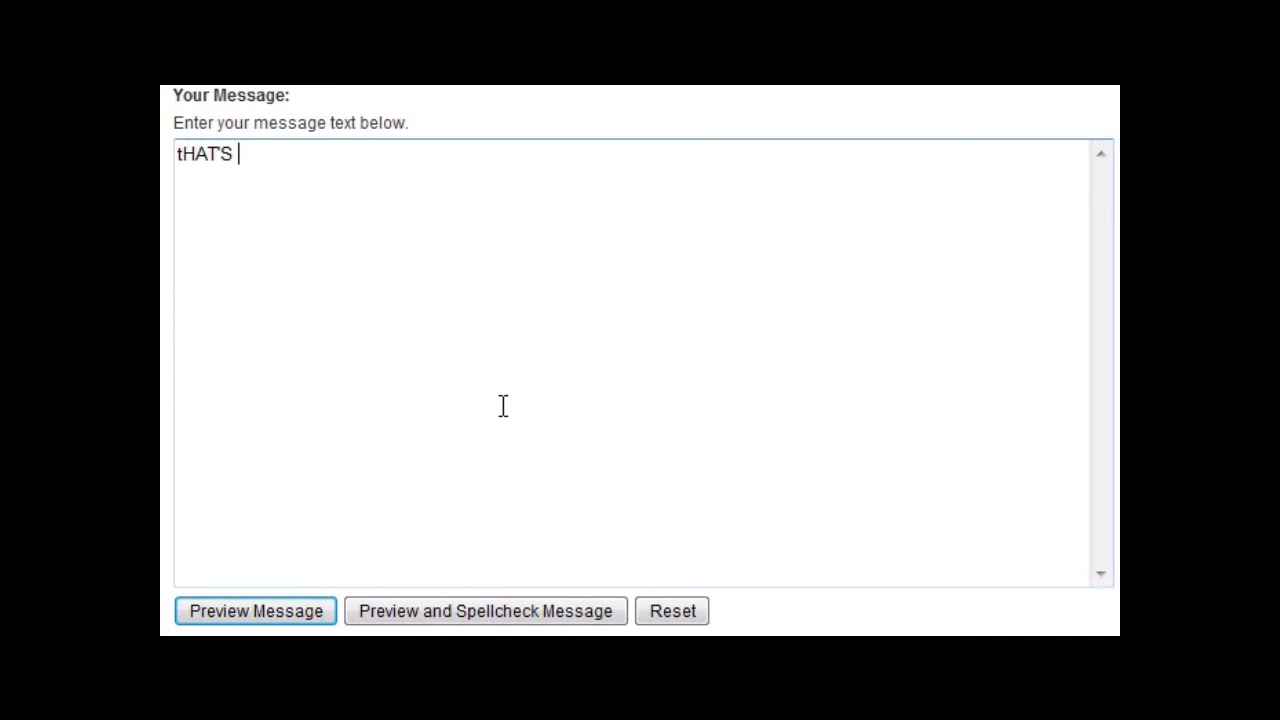 Your Message:
Enter your message text below.
tHAT'S
Preview Message
Preview and Spellcheck Message
Reset